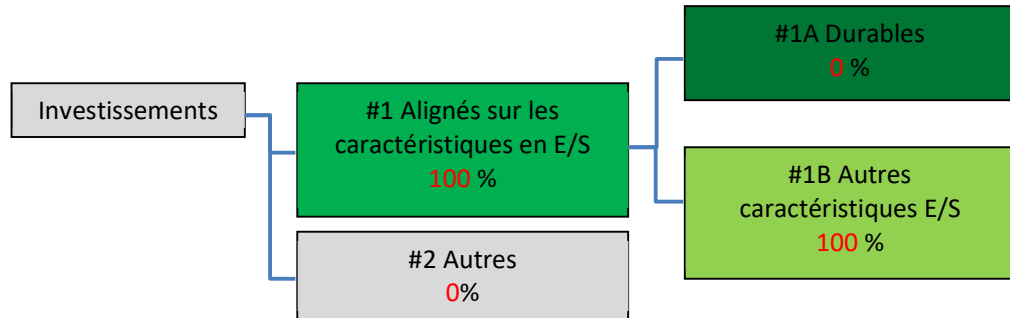 Investissements
#1 Alignés sur les
caractéristiques en E/S
100 %
#2 Autres
0%
#1A Durables
0 %
#1B Autres
caractéristiques E/S
100 %